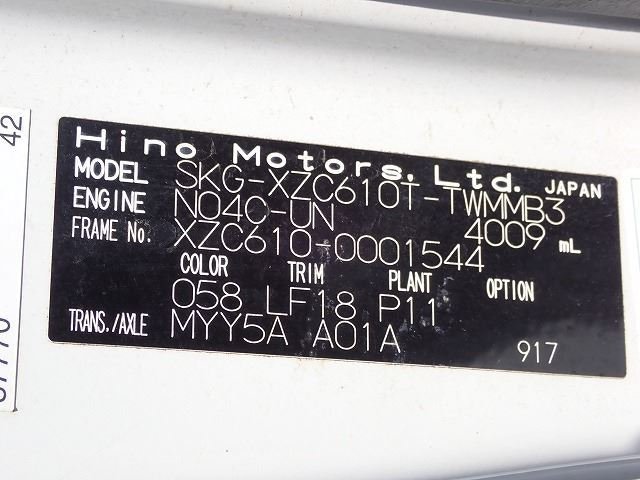 Hino Motors, Ltd. JAPAN
MODEL SKG-XZC610T-TWMMB3
ENGINE N04C-UN 4009 mL
FRAME No. XZC610-0001544
COLOR TRIM PLANT OPTION
058 LF18 P11
TRANS./AXLE MYY5A A01A
917
42